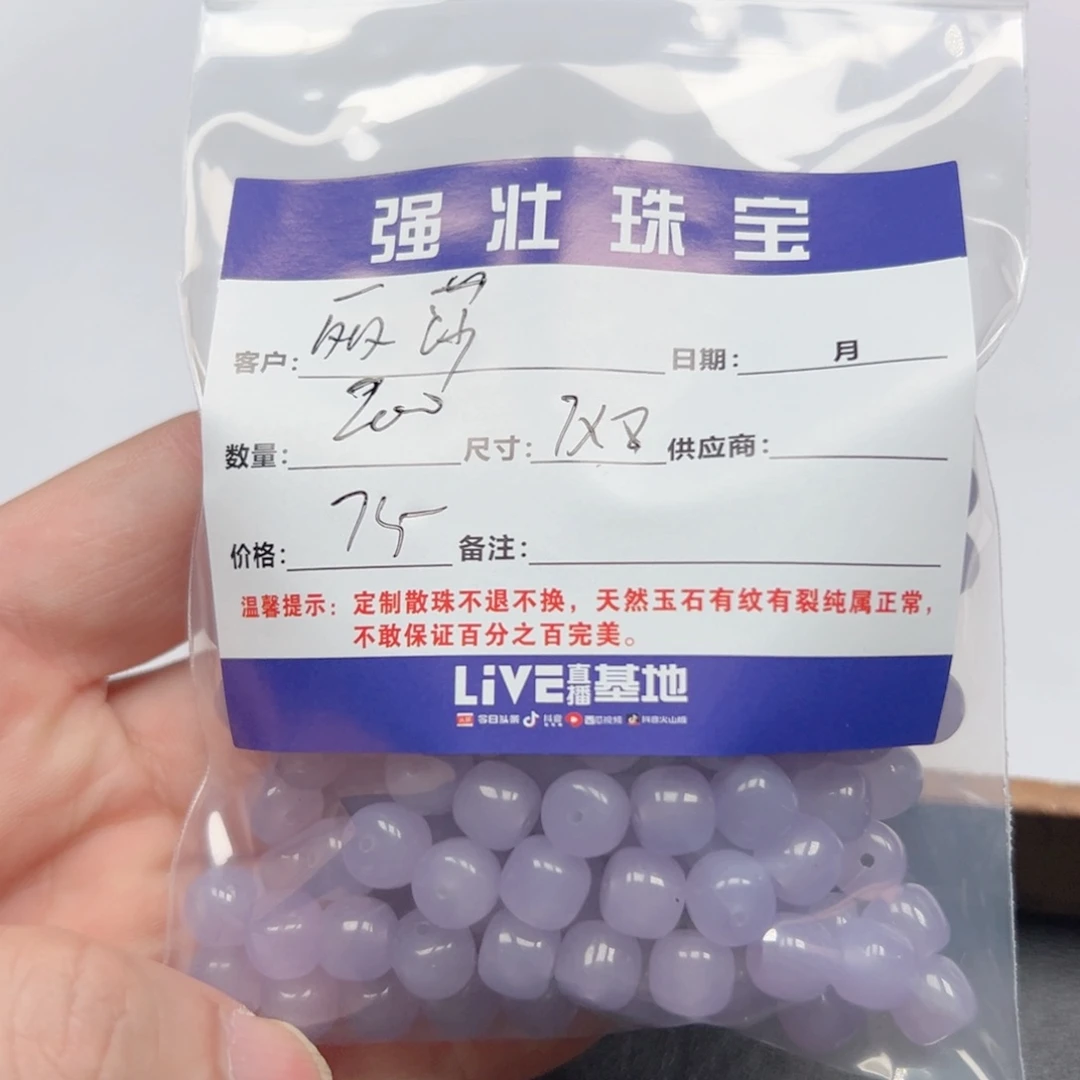 强壮珠宝
客户: 丽莎 日期: 月
数量: 200 尺寸: 7X8 供应商:
价格: 75 备注:
温馨提示: 定制散珠不退不换，天然玉石有纹有裂纯属正常，
不敢保证百分之百完美。
LiVE直播基地
今日头条 抖音 西瓜视频 抖音火山版